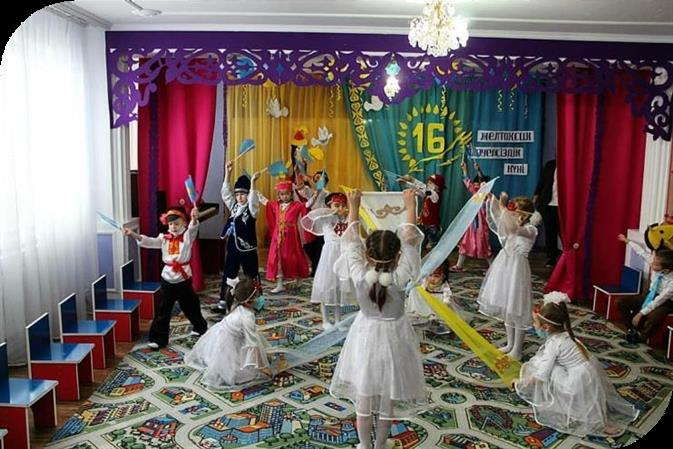 16
желтоқсан
тәуелсіздік
күні